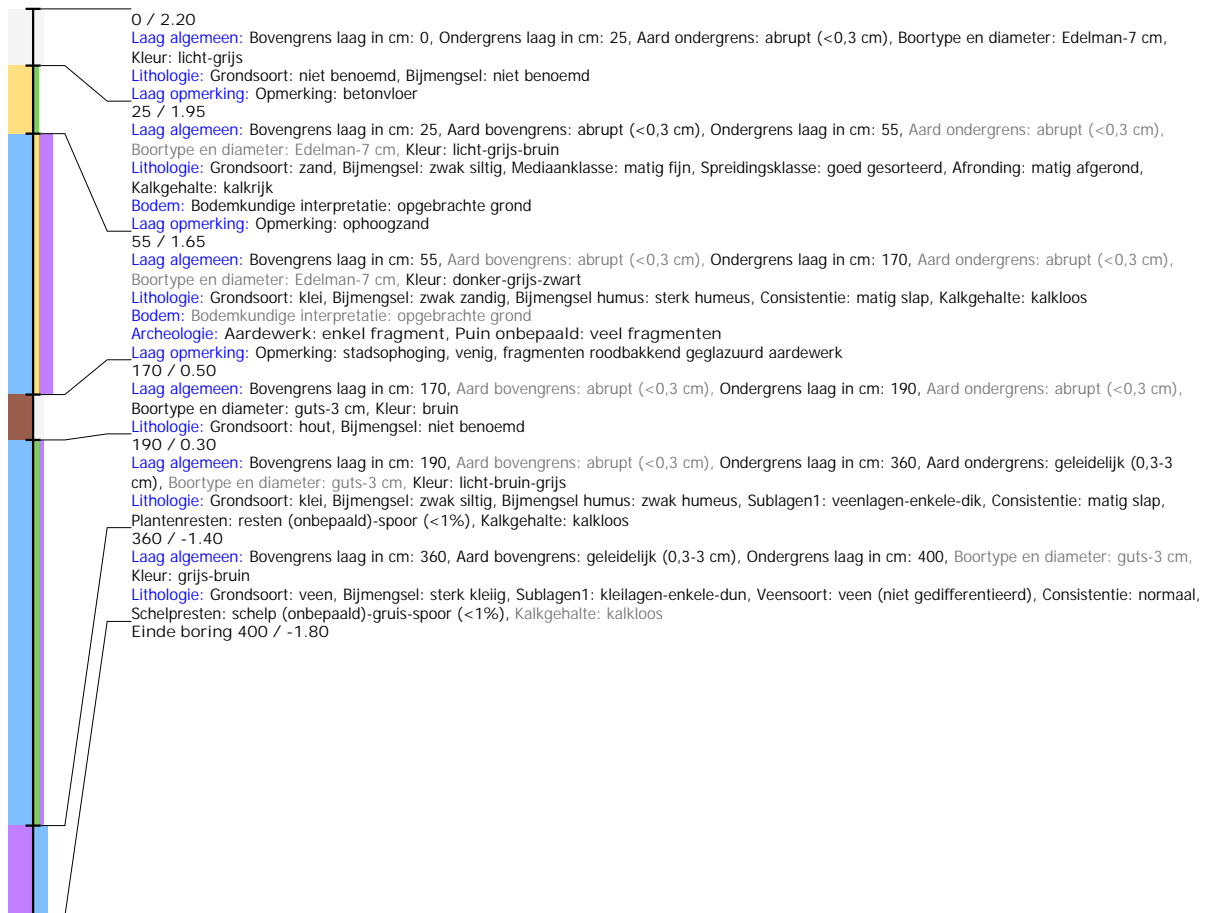 0 / 2.20
Laag algemeen: Bovengrens laag in cm: 0, Ondergrens laag in cm: 25, Aard ondergrens: abrupt (<0,3 cm), Boortype en diameter: Edelman-7 cm,
Kleur: licht-grijs
Lithologie: Grondsoort: niet benoemd, Bijmengsel: niet benoemd
Laag opmerking: Opmerking: betonvloer
25 / 1.95
Laag algemeen: Bovengrens laag in cm: 25, Aard bovengrens: abrupt (<0,3 cm), Ondergrens laag in cm: 55, Aard ondergrens: abrupt (<0,3 cm),
Boortype en diameter: Edelman-7 cm, Kleur: licht-grijs-bruin
Lithologie: Grondsoort: zand, Bijmengsel: zwak siltig, Mediaanklasse: matig fijn, Spreidingsklasse: goed gesorteerd, Afronding: matig afgerond,
Kalkgehalte: kalkrijk
Bodem: Bodemkundige interpretatie: opgebrachte grond
Laag opmerking: Opmerking: ophoogzand
55 / 1.65
Laag algemeen: Bovengrens laag in cm: 55, Aard bovengrens: abrupt (<0,3 cm), Ondergrens laag in cm: 170, Aard ondergrens: abrupt (<0,3 cm),
Boortype en diameter: Edelman-7 cm, Kleur: donker-grijs-zwart
Lithologie: Grondsoort: klei, Bijmengsel: zwak zandig, Bijmengsel humus: sterk humeus, Consistentie: matig slap, Kalkgehalte: kalkloos
Bodem: Bodemkundige interpretatie: opgebrachte grond
Archeologie: Aardewerk: enkel fragment, Puin onbepaald: veel fragmenten
Laag opmerking: Opmerking: stadsophoging, venig, fragmenten roodbakkend geglazuurd aardewerk
170 / 0.50
Laag algemeen: Bovengrens laag in cm: 170, Aard bovengrens: abrupt (<0,3 cm), Ondergrens laag in cm: 190, Aard ondergrens: abrupt (<0,3 cm),
Boortype en diameter: guts-3 cm, Kleur: bruin
Lithologie: Grondsoort: hout, Bijmengsel: niet benoemd
190 / 0.30
Laag algemeen: Bovengrens laag in cm: 190, Aard bovengrens: abrupt (<0,3 cm), Ondergrens laag in cm: 360, Aard ondergrens: geleidelijk (0,3-3
cm), Boortype en diameter: guts-3 cm, Kleur: licht-bruin-grijs
Lithologie: Grondsoort: klei, Bijmengsel: zwak siltig, Bijmengsel humus: zwak humeus, Sublagen1: veenlagen-enkele-dik, Consistentie: matig slap,
Plantenresten: resten (onbepaald)-spoor (<1%), Kalkgehalte: kalkloos
360 / -1.40
Laag algemeen: Bovengrens laag in cm: 360, Aard bovengrens: geleidelijk (0,3-3 cm), Ondergrens laag in cm: 400, Boortype en diameter: guts-3 cm,
Kleur: grijs-bruin
Lithologie: Grondsoort: veen, Bijmengsel: sterk kleiig, Sublagen1: kleilagen-enkele-dun, Veensoort: veen (niet gedifferentieerd), Consistentie: normaal,
Schelpresten: schelp (onbepaald)-gruis-spoor (<1%), Kalkgehalte: kalkloos
Einde boring 400 / -1.80